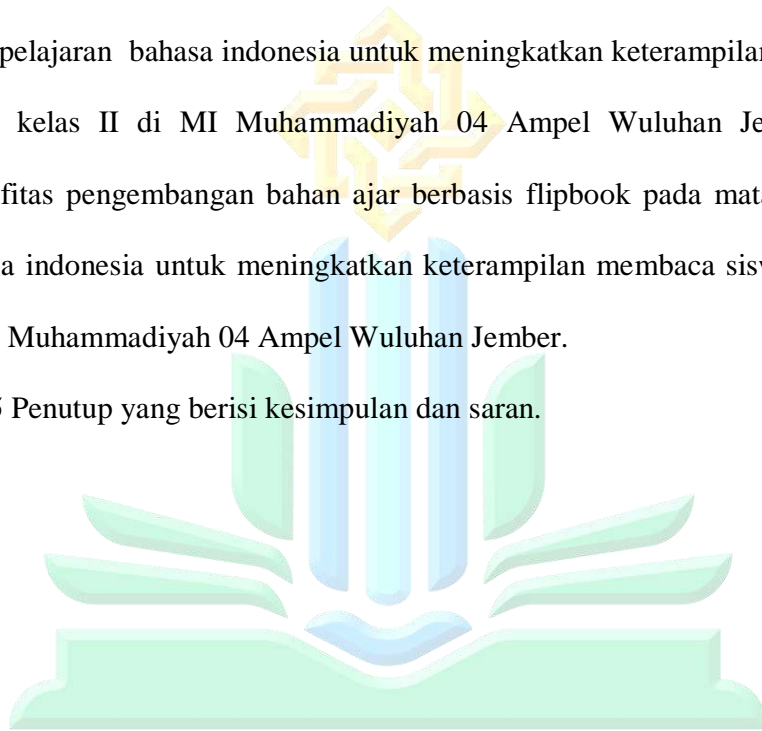 pelajaran bahasa indonesia untuk meningkatkan keterampilan
kelas II di MI Muhammadiyah 04 Ampel Wuluhan Je
fitas pengembangan bahan ajar berbasis flipbook pada mata
a indonesia untuk meningkatkan keterampilan membaca sisw
Muhammadiyah 04 Ampel Wuluhan Jember.
5 Penutup yang berisi kesimpulan dan saran.